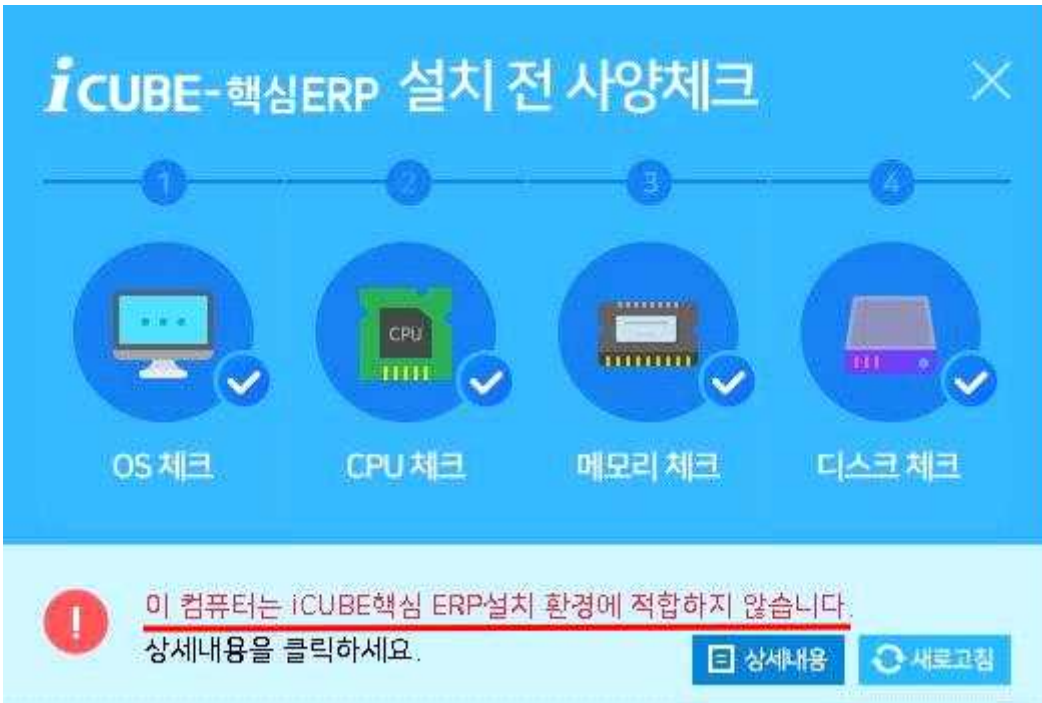 iCUBE-핵심ERP 설치 전 사양체크
1 2 3 4
CPU
OS 체크 CPU 체크 메모리 체크 디스크 체크
이 컴퓨터는 iCUBE핵심 ERP설치 환경에 적합하지 않습니다.
상세내용을 클릭하세요.
상세내용 새로고침